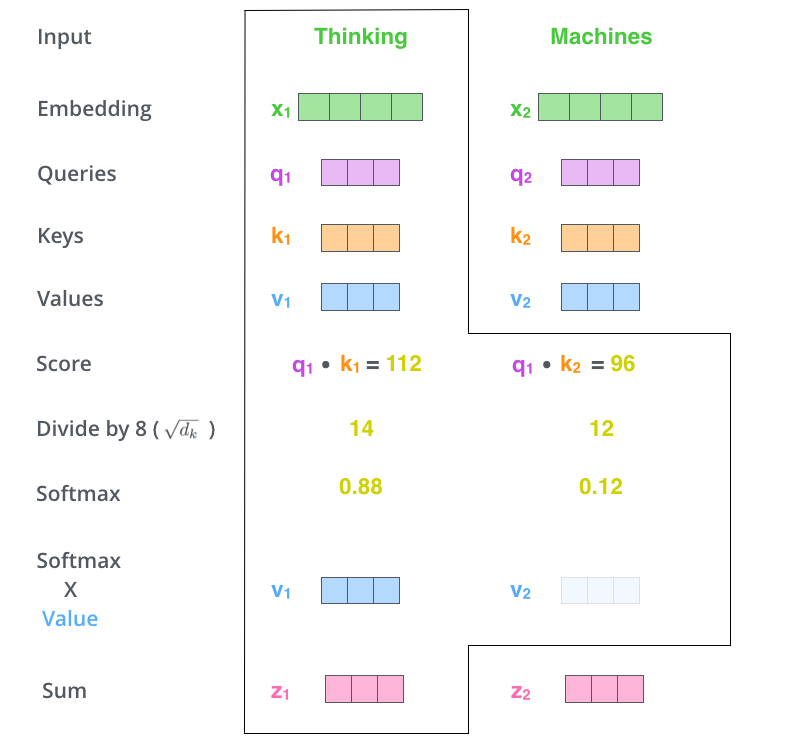 Input Thinking Machines
Embedding x₁ x₂
Queries q₁ q₂
Keys k₁ k₂
Values v₁ v₂
Score q₁ • k₁ = 112 q₁ • k₂ = 96
Divide by 8 ( √dₖ ) 14 12
Softmax 0.88 0.12
Softmax
X v₁ v₂
Value
Sum z₁ z₂